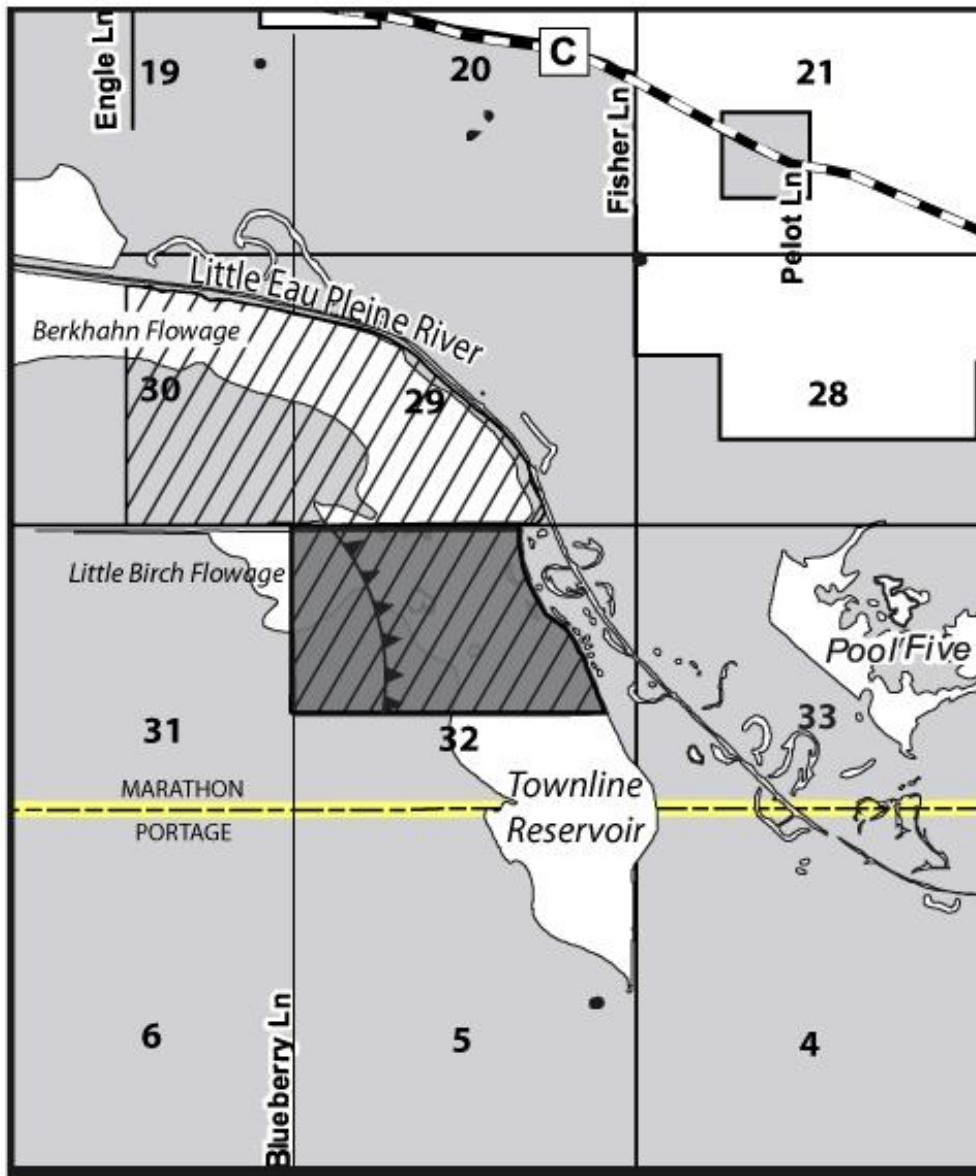 Engle Ln
19
20
C
21
Fisher Ln
Pelot Ln
Little Eau Pleine River
Berkhahn Flowage
30
29
28
Little Birch Flowage
Pool Five
31
32
33
MARATHON
PORTAGE
Townline
Reservoir
Blueberry Ln
6
5
4